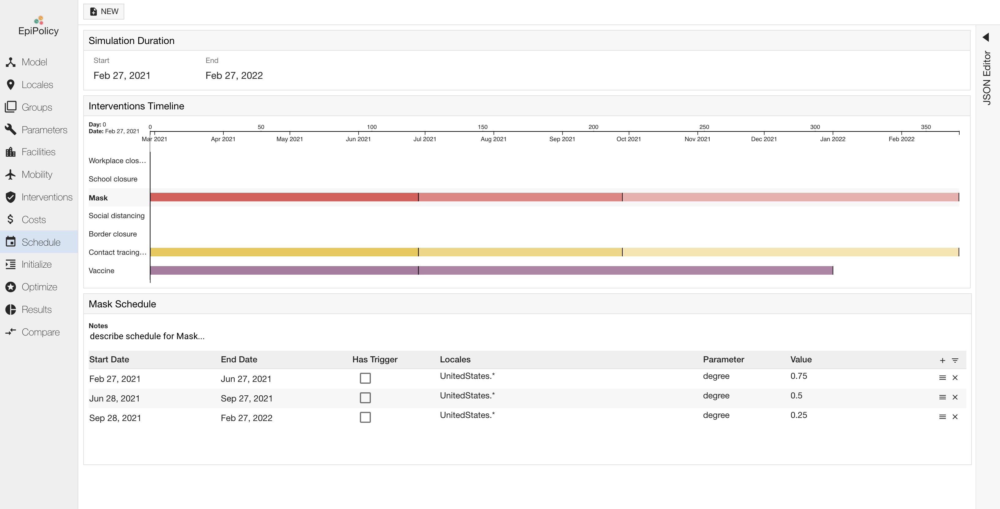 EpiPolicy
Model
Locales
Groups
Parameters
Facilities
Mobility
Interventions
Costs
Schedule
Initialize
Optimize
Results
Compare
NEW
Simulation Duration
Start End
Feb 27, 2021 Feb 27, 2022
Interventions Timeline
Day: 0
Date: Feb 27, 2021
0 50 100 150 200 250 300 350
Mar 2021 Apr 2021 May 2021 Jun 2021 Jul 2021 Aug 2021 Sep 2021 Oct 2021 Nov 2021 Dec 2021 Jan 2022 Feb 2022
Workplace clos...
School closure
Mask
Social distancing
Border closure
Contact tracing...
Vaccine
Mask Schedule
Notes
describe schedule for Mask...
Start Date End Date Has Trigger Locales Parameter Value
Feb 27, 2021 Jun 27, 2021 UnitedStates.* degree 0.75
Jun 28, 2021 Sep 27, 2021 UnitedStates.* degree 0.5
Sep 28, 2021 Feb 27, 2022 UnitedStates.* degree 0.25
JSON Editor